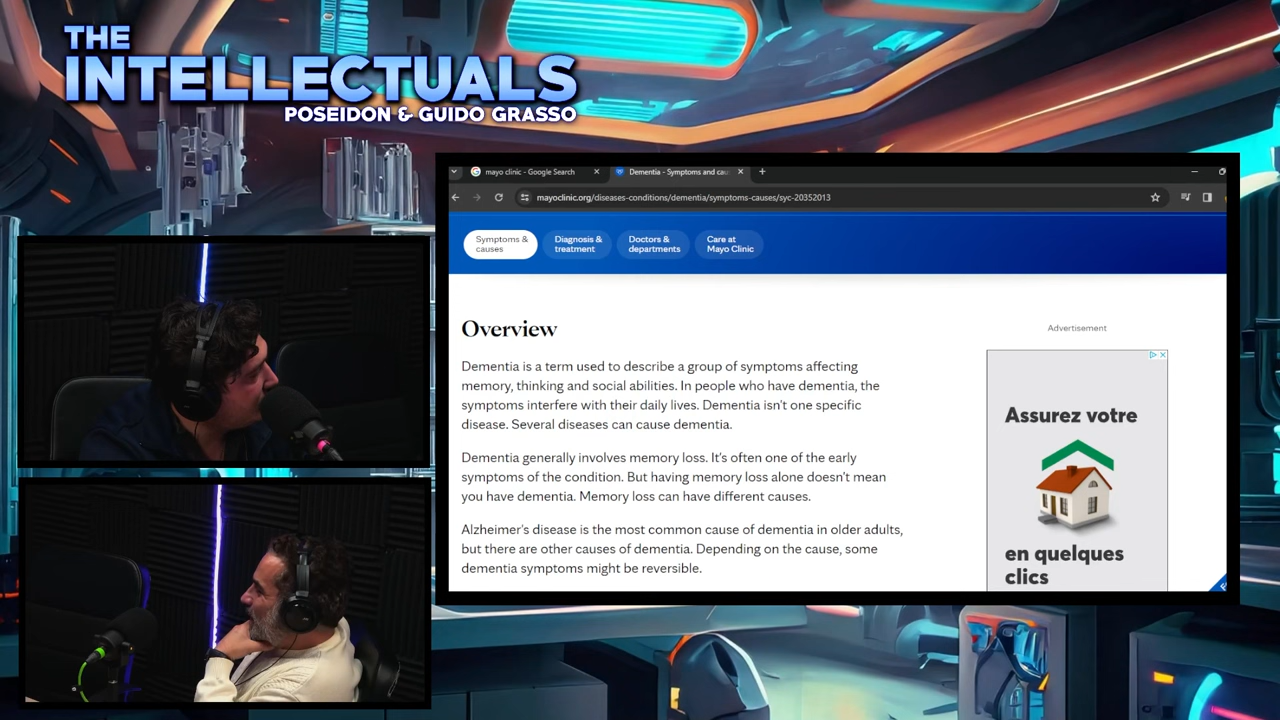 THE
INTELLECTUALS
POSEIDON & GUIDO GRASSO
mayo clinic - Google Search
Dementia - Symptoms and cau
mayoclinic.org/diseases-conditions/dementia/symptoms-causes/syc-20352013
Symptoms &
causes
Diagnosis &
treatment
Doctors &
departments
Care at
Mayo Clinic
Overview
Dementia is a term used to describe a group of symptoms affecting
memory, thinking and social abilities. In people who have dementia, the
symptoms interfere with their daily lives. Dementia isn't one specific
disease. Several diseases can cause dementia.
Dementia generally involves memory loss. It's often one of the early
symptoms of the condition. But having memory loss alone doesn't mean
you have dementia. Memory loss can have different causes.
Alzheimer's disease is the most common cause of dementia in older adults,
but there are other causes of dementia. Depending on the cause, some
dementia symptoms might be reversible.
Advertisement
Assurez votre
en quelques
clics